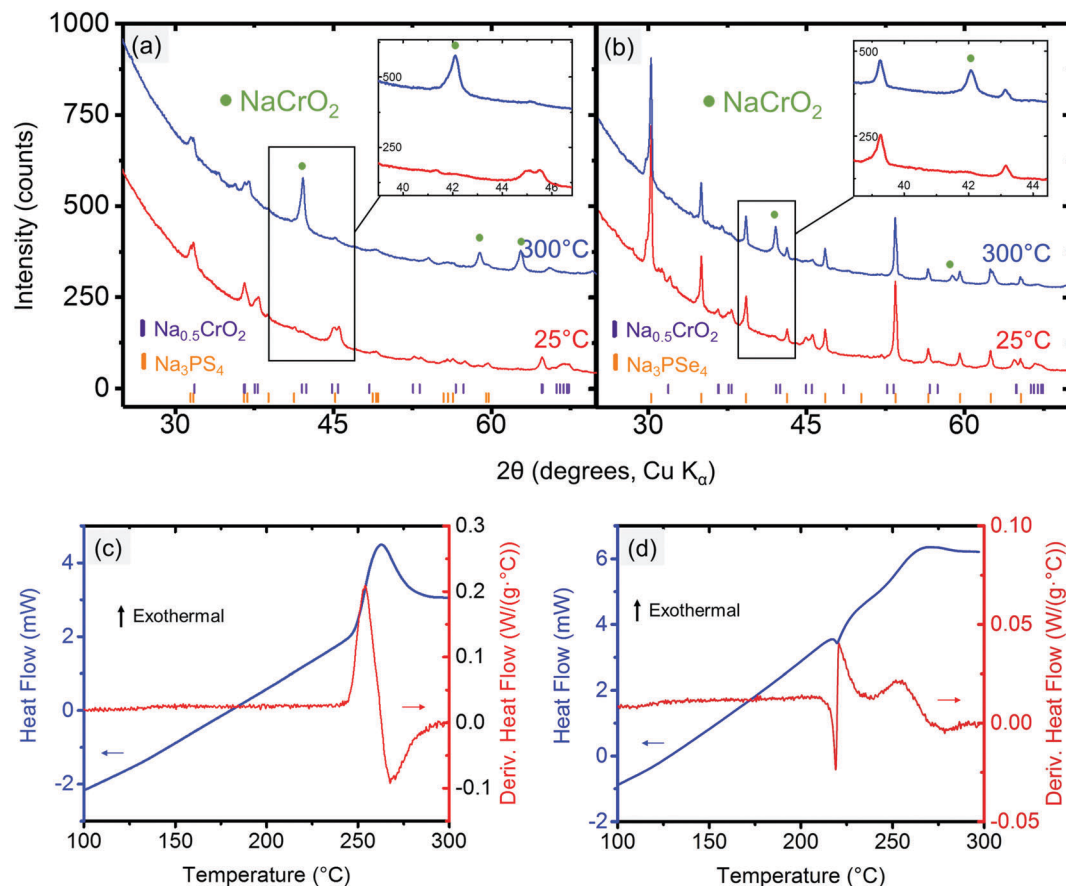 Intensity (counts)
1000
750
500
250
0
(a)
● NaCrO₂
500
250
40 42 44 46 48
300°C
25°C
Na₀.₅CrO₂
Na₃PS₄
30 45 60
(b)
● NaCrO₂
500
250
0
40 42 44
300°C
25°C
Na₀.₅CrO₂
Na₃PSe₄
30 45 60
2θ (degrees, Cu Kα)
(c)
Exothermal
Heat Flow (mW)
4
2
0
-2
100 150 200 250 300
Temperature (°C)
0.3
0.2
0.1
0.0
-0.1
Deriv. Heat Flow (W/(g·°C))
(d)
Exothermal
Heat Flow (mW)
6
4
2
0
-2
100 150 200 250 300
Temperature (°C)
0.10
0.05
0.00
-0.05
Deriv. Heat Flow (W/(g·°C))